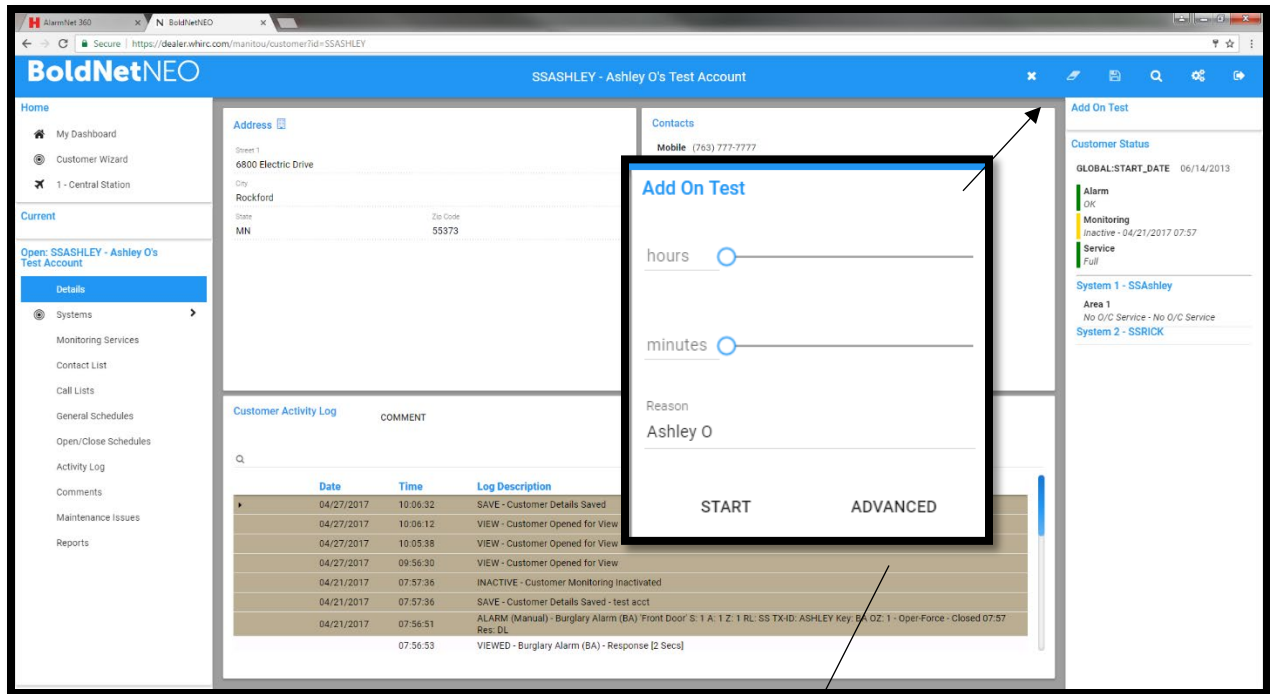 AlarmNet 360
BoldNetNEO
Secure | https://dealer.whirc.com/manitou/customer?id=SSASHLEY
BoldNetNEO
SSASHLEY - Ashley O's Test Account
Home
My Dashboard
Customer Wizard
1 - Central Station
Current
Open: SSASHLEY - Ashley O's
Test Account
Details
Systems
Monitoring Services
Contact List
Call Lists
General Schedules
Open/Close Schedules
Activity Log
Comments
Maintenance Issues
Reports
Address
Street 1
6800 Electric Drive
City
Rockford
State Zip Code
MN 55373
Contacts
Mobile (763) 777-7777
Add On Test
hours
minutes
Reason
Ashley O
START ADVANCED
Customer Activity Log COMMENT
Date Time Log Description
04/27/2017 10:06:32 SAVE - Customer Details Saved
04/27/2017 10:06:12 VIEW - Customer Opened for View
04/27/2017 10:05:38 VIEW - Customer Opened for View
04/27/2017 09:56:30 VIEW - Customer Opened for View
04/21/2017 07:57:36 INACTIVE - Customer Monitoring Inactivated
04/21/2017 07:57:36 SAVE - Customer Details Saved - test acct
04/21/2017 07:56:51 ALARM (Manual) - Burglary Alarm (BA) 'Front Door' S: 1 A: 1 Z: 1 RL: SS TX-ID: ASHLEY Key: BA OZ: 1 - Oper-Force - Closed 07:57
Res: DL
07:56:53 VIEWED - Burglary Alarm (BA) - Response [2 Secs]
Add On Test
Customer Status
GLOBAL:START_DATE 06/14/2013
Alarm
OK
Monitoring
Inactive - 04/21/2017 07:57
Service
Full
System 1 - SSAshley
Area 1
No O/C Service - No O/C Service
System 2 - SSRICK